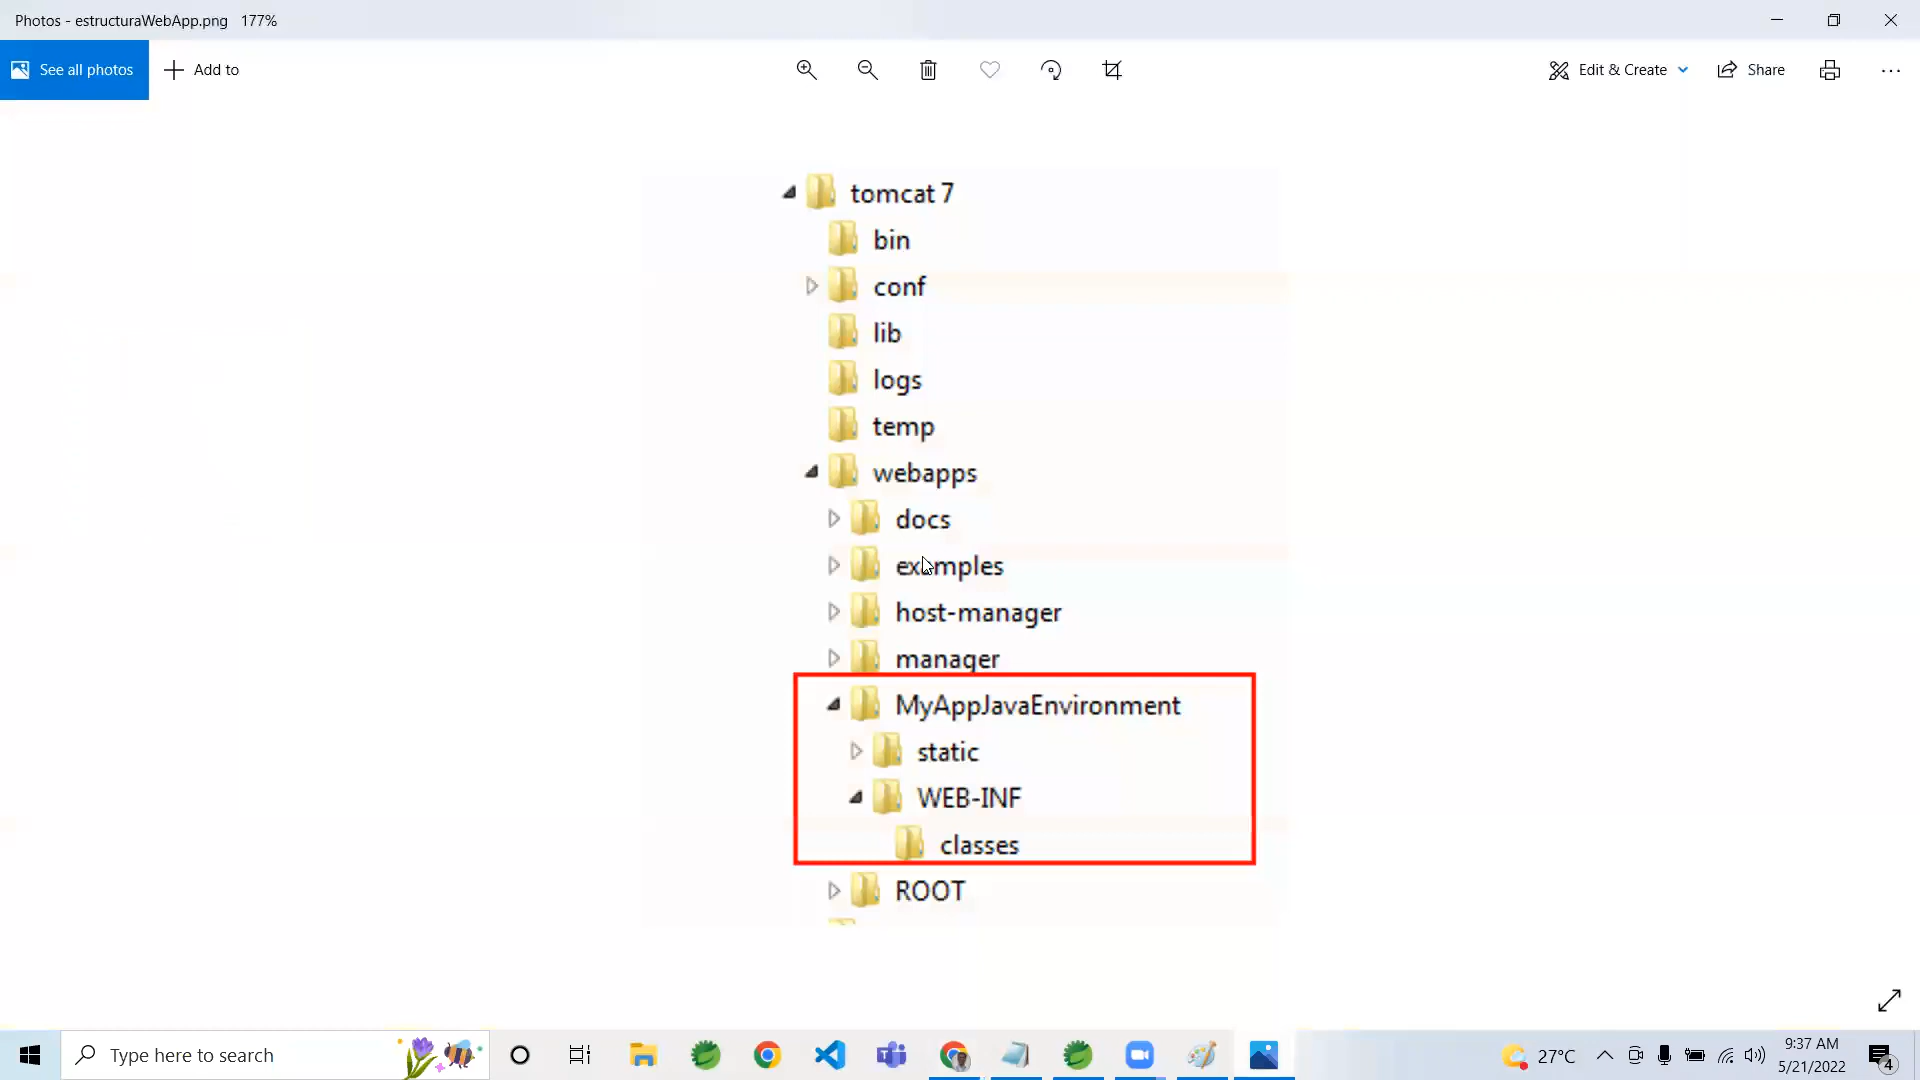 Photos - estructuraWebApp.png 177%
See all photos
Add to
Edit & Create
Share
tomcat 7
bin
conf
lib
logs
temp
webapps
docs
examples
host-manager
manager
MyAppJavaEnvironment
static
WEB-INF
classes
ROOT
Type here to search
27°C
9:37 AM
5/21/2022
4